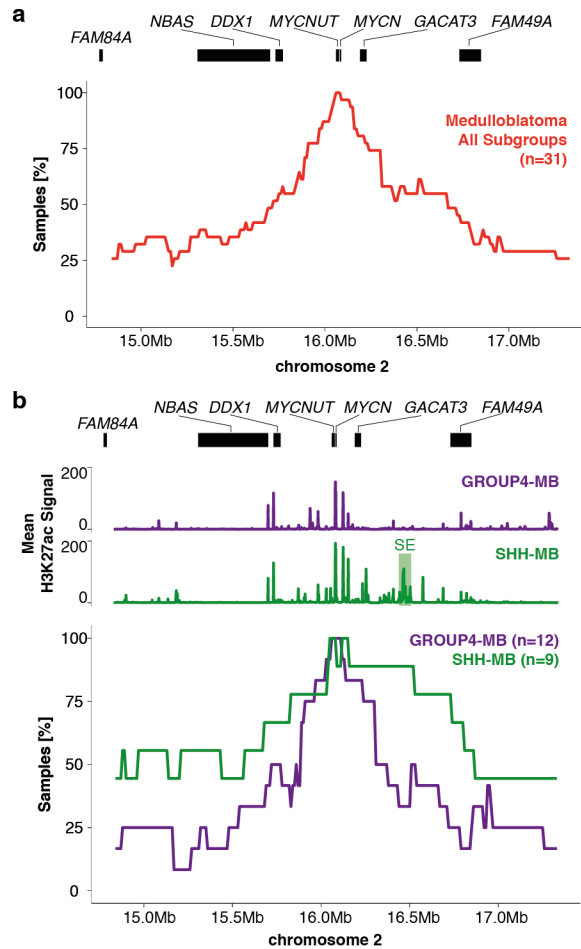 a
NBAS DDX1 MYCNUT MYCN GACAT3 FAM49A
FAM84A
100
75
50
25
0
Samples [%]
Medulloblatoma
All Subgroups
(n=31)
15.0Mb 15.5Mb 16.0Mb 16.5Mb 17.0Mb
chromosome 2
b
NBAS DDX1 MYCNUT MYCN GACAT3 FAM49A
FAM84A
Mean
H3K27ac Signal
200
0
GROUP4-MB
200
0
SE
SHH-MB
100
75
50
25
0
Samples [%]
GROUP4-MB (n=12)
SHH-MB (n=9)
15.0Mb 15.5Mb 16.0Mb 16.5Mb 17.0Mb
chromosome 2